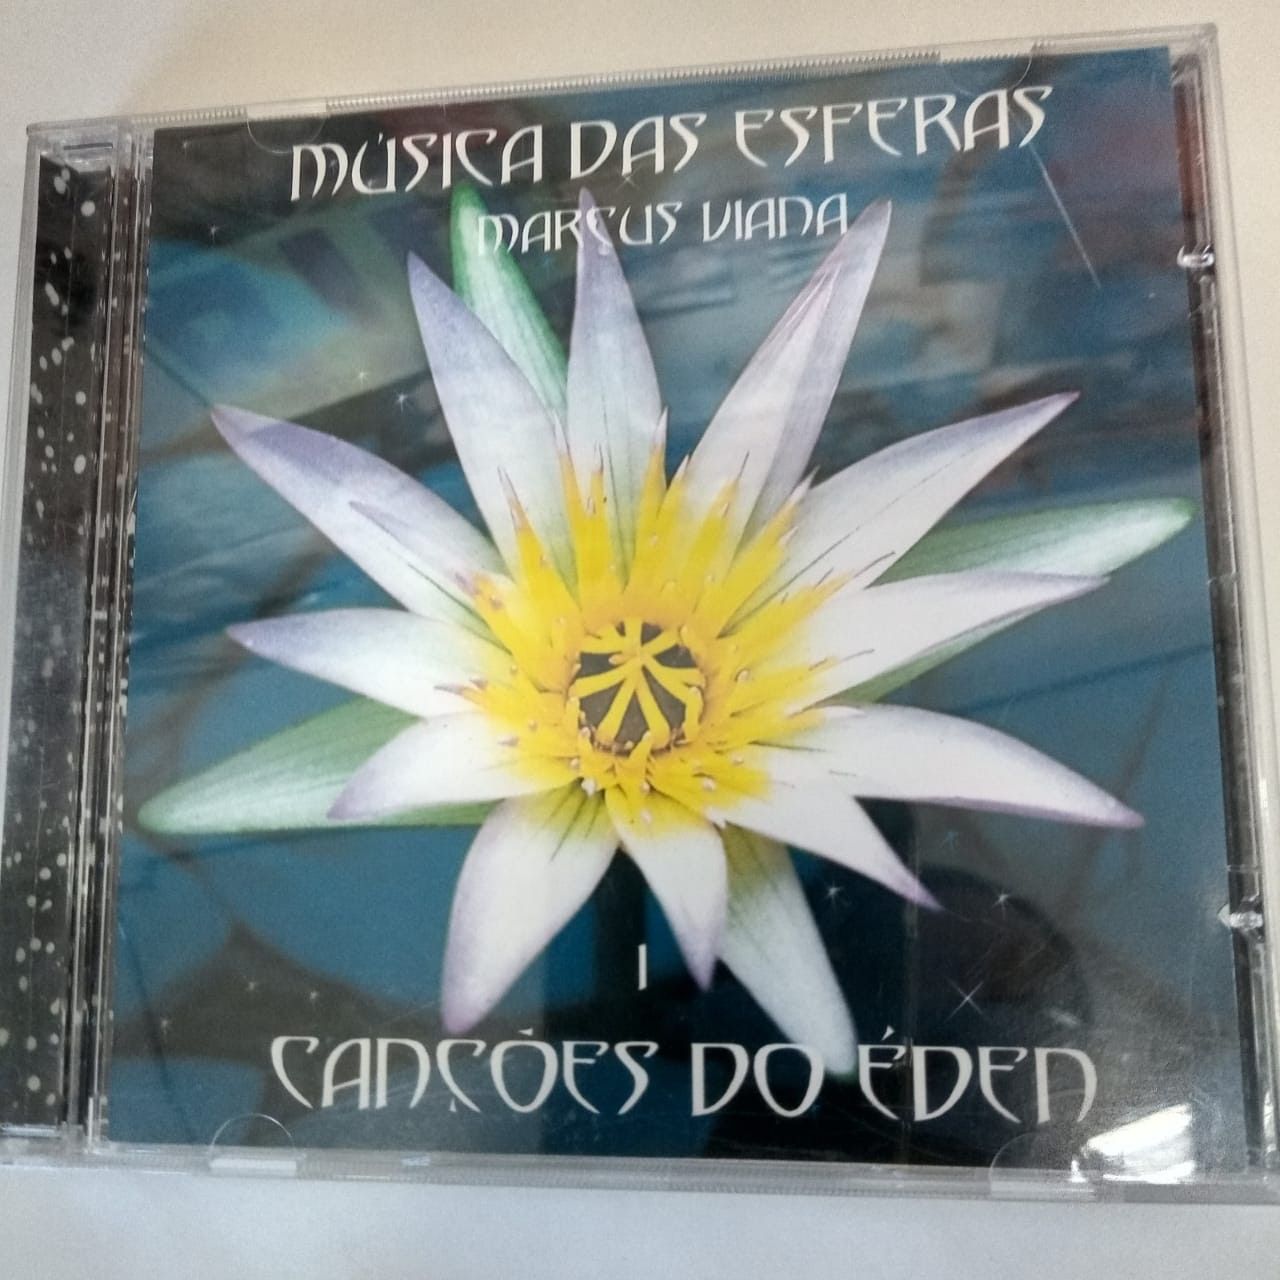 MÚSICA DAS ESFERAS
MARCUS VIANA
I
CANÇÕES DO ÉDEN